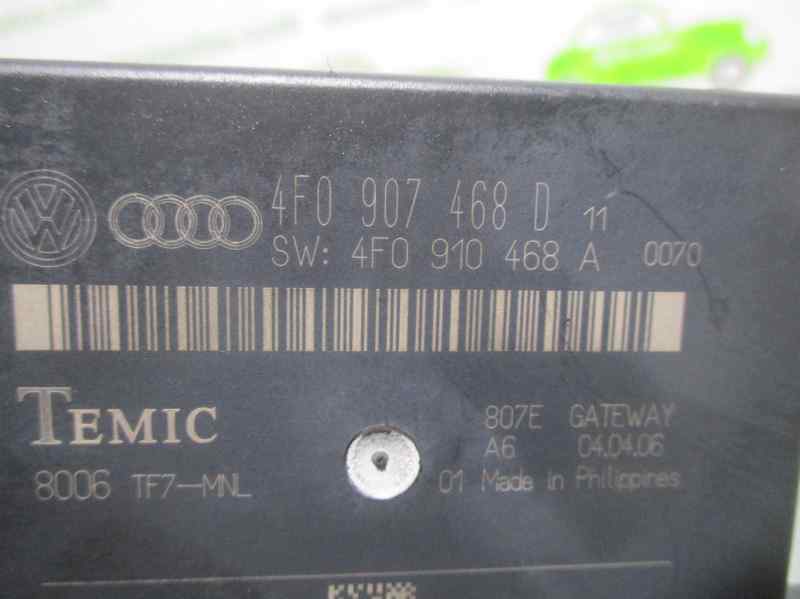 4F0 907 468 D 11
SW: 4F0 910 468 A 0070
TEMIC
807E GATEWAY
A6 04.04.06
8006 TF7-MNL
01 Made in Philippines